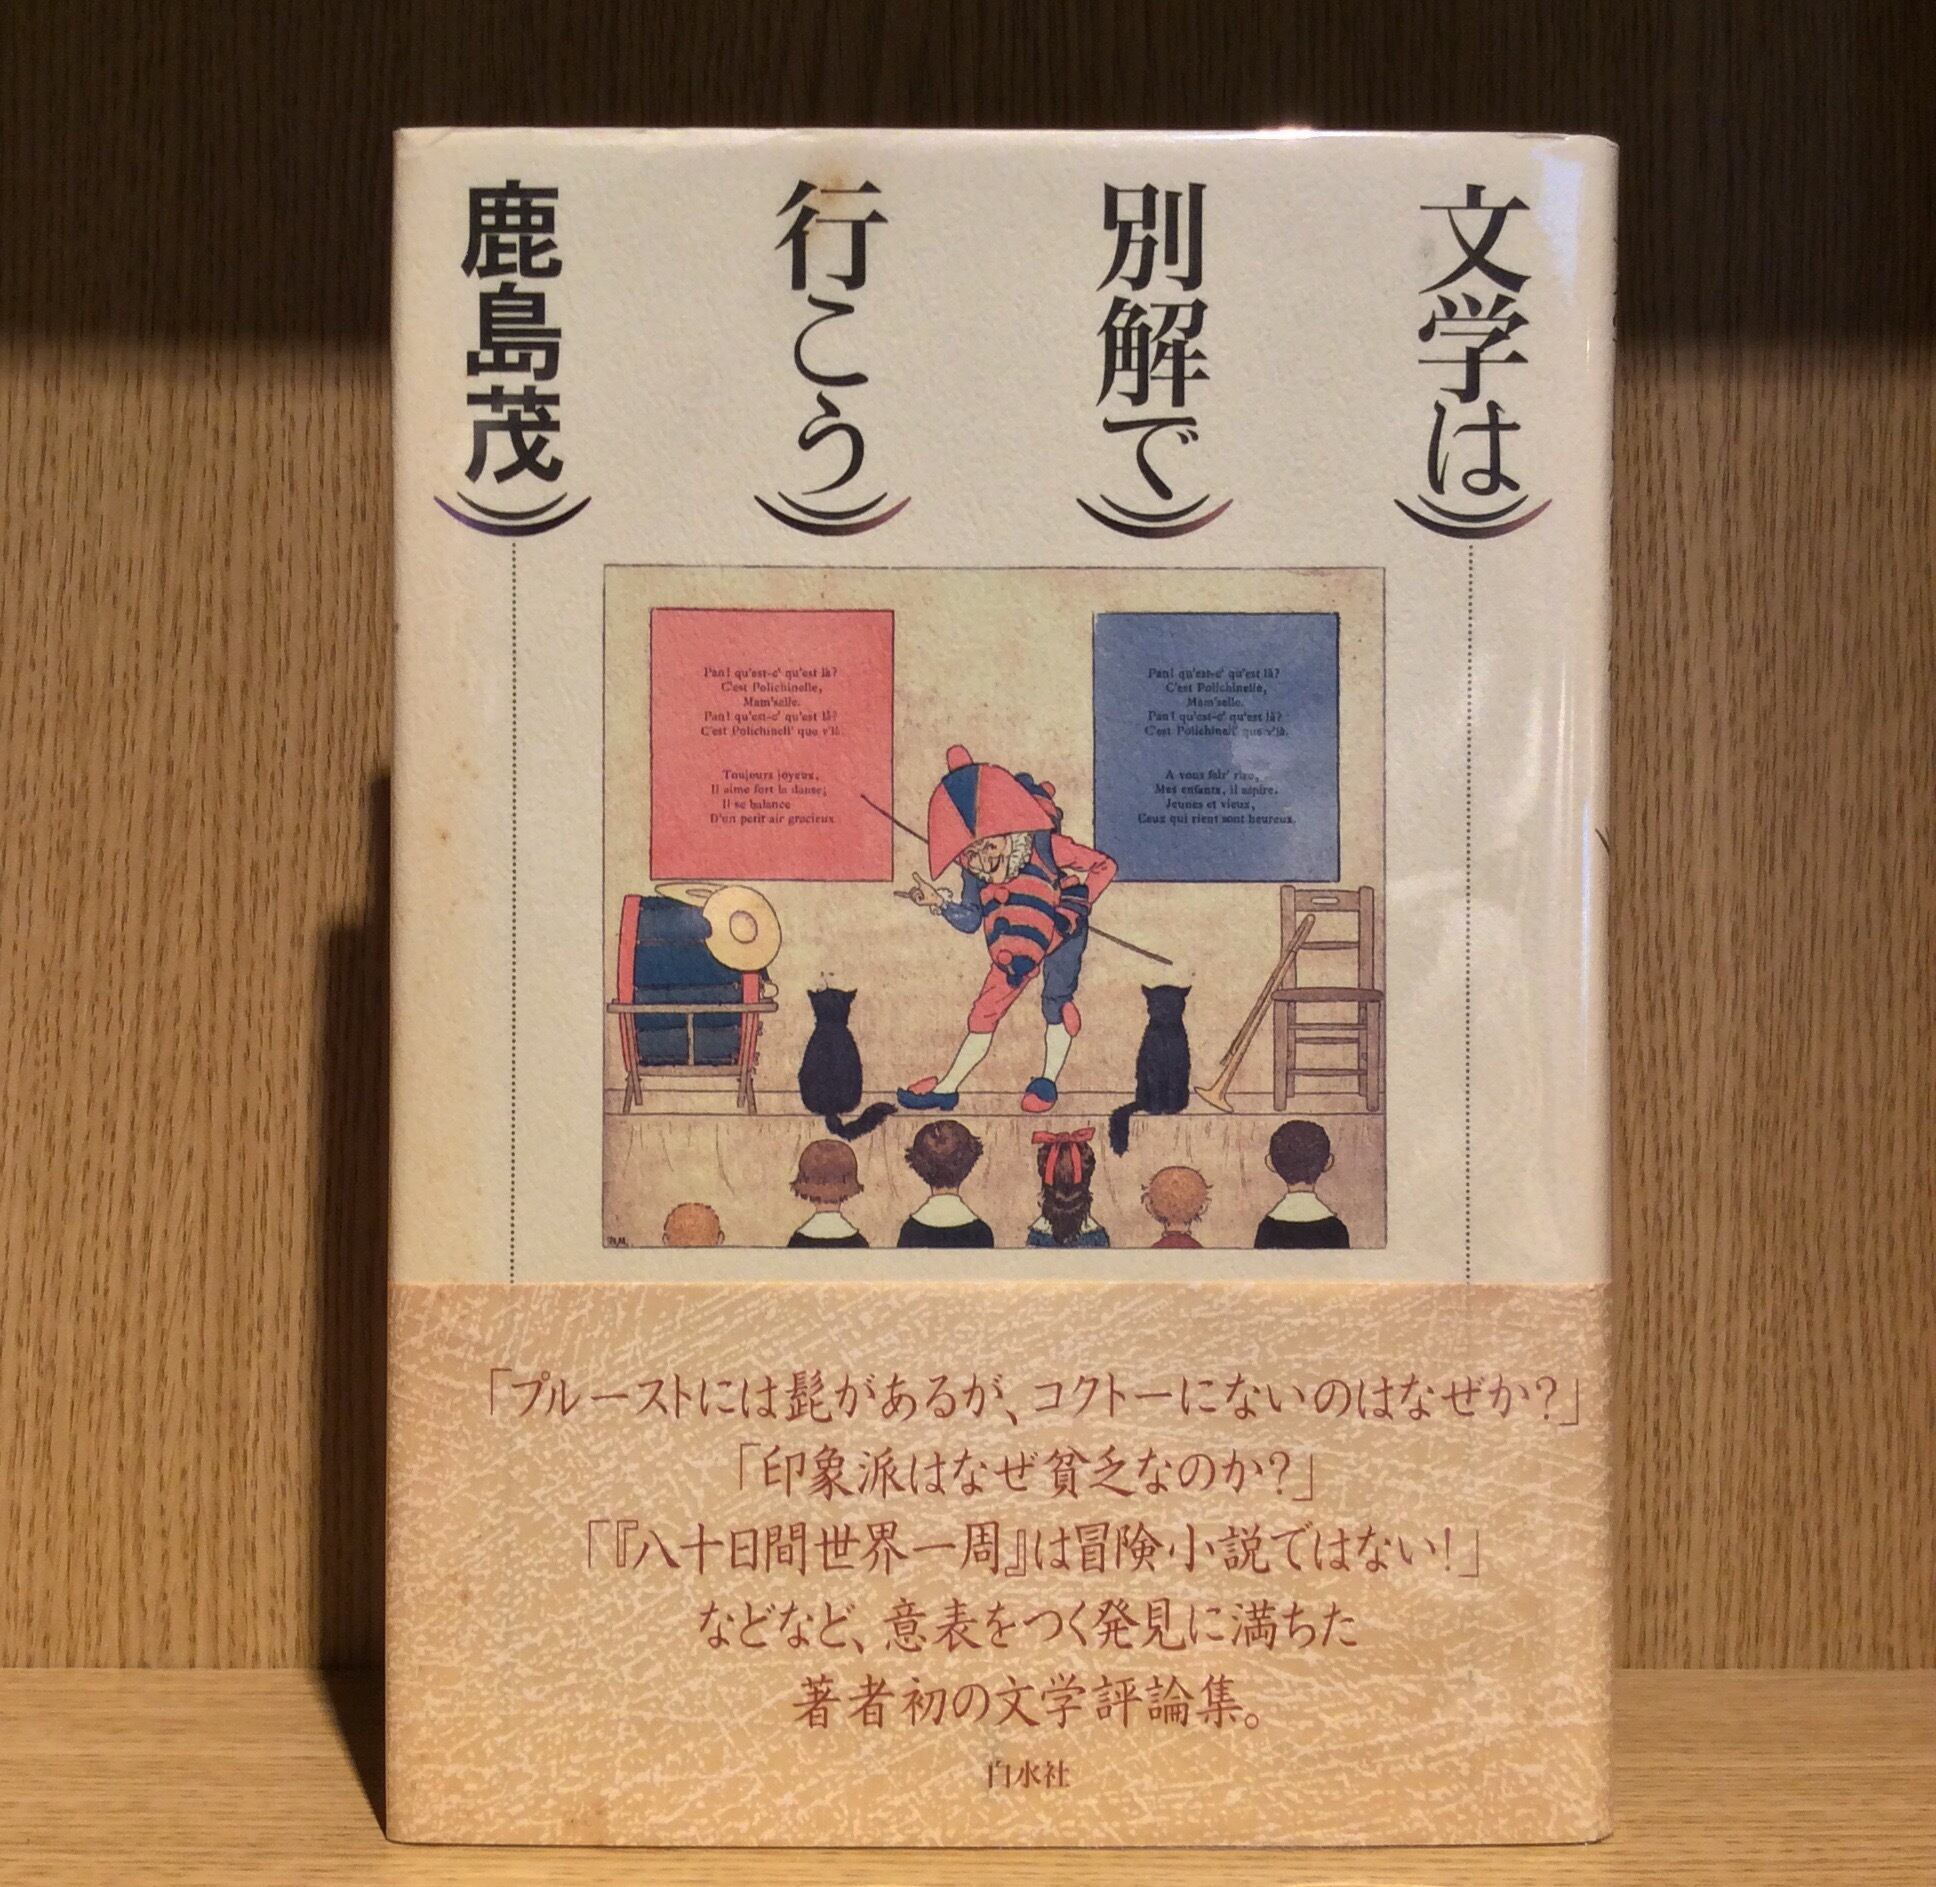 文学は
別解で
行こう
鹿島茂
Pan! qu'est-c' qu'est là?
C'est Polichinelle,
Mam'selle.
Pan! qu'est-c' qu'est là?
C'est Polichinell' que v'là.
Toujours joyeux,
Il aime fort la danse;
Il se balance
D'un petit air gracieux
Pan! qu'est-c' qu'est là?
C'est Polichinelle,
Mam'selle.
Pan! qu'est-c' qu'est là?
C'est Polichinell' que v'là.
A vous fair' rire,
Mes enfants, il aspire.
Jeunes et vieux,
Ceux qui rient sont heureux.
「プルーストには髭があるが、コクトーにないのはなぜか?」
「印象派はなぜ貧乏なのか?」
「『八十日間世界一周』は冒険小説ではない!」
などなど、意表をつく発見に満ちた
著者初の文学評論集。
白水社